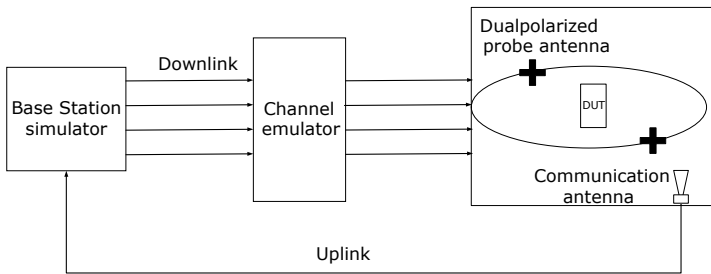 Downlink
Base Station
simulator
Channel
emulator
Dualpolarized
probe antenna
DUT
Communication
antenna
Uplink